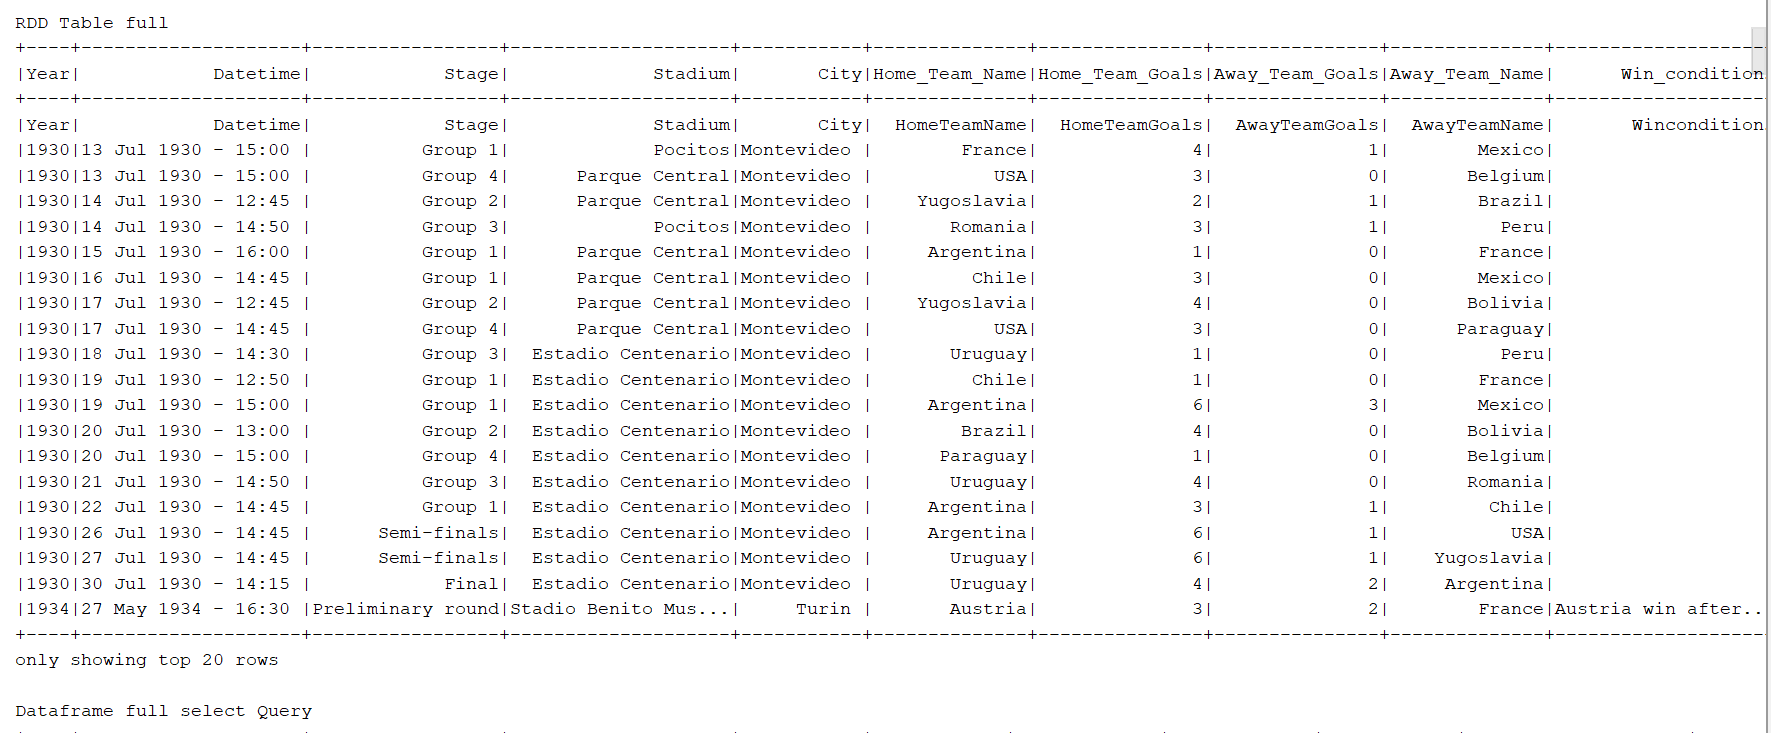 RDD Table full
+----+--------------------+-----------------+--------------------+-----------+--------------+---------------+---------------+--------------+-------------------
|Year|            Datetime|            Stage|             Stadium|       City|Home_Team_Name|Home_Team_Goals|Away_Team_Goals|Away_Team_Name|      Win_condition
+----+--------------------+-----------------+--------------------+-----------+--------------+---------------+---------------+--------------+-------------------
|Year|            Datetime|            Stage|             Stadium|       City|  HomeTeamName|  HomeTeamGoals|  AwayTeamGoals|  AwayTeamName|       Wincondition
|1930|13 Jul 1930 - 15:00 |          Group 1|             Pocitos|Montevideo |        France|              4|              1|        Mexico|
|1930|13 Jul 1930 - 15:00 |          Group 4|      Parque Central|Montevideo |           USA|              3|              0|       Belgium|
|1930|14 Jul 1930 - 12:45 |          Group 2|      Parque Central|Montevideo |    Yugoslavia|              2|              1|        Brazil|
|1930|14 Jul 1930 - 14:50 |          Group 3|             Pocitos|Montevideo |       Romania|              3|              1|          Peru|
|1930|15 Jul 1930 - 16:00 |          Group 1|      Parque Central|Montevideo |     Argentina|              1|              0|        France|
|1930|16 Jul 1930 - 14:45 |          Group 1|      Parque Central|Montevideo |         Chile|              3|              0|        Mexico|
|1930|17 Jul 1930 - 12:45 |          Group 2|      Parque Central|Montevideo |    Yugoslavia|              4|              0|       Bolivia|
|1930|17 Jul 1930 - 14:45 |          Group 4|      Parque Central|Montevideo |           USA|              3|              0|      Paraguay|
|1930|18 Jul 1930 - 14:30 |          Group 3|  Estadio Centenario|Montevideo |       Uruguay|              1|              0|          Peru|
|1930|19 Jul 1930 - 12:50 |          Group 1|  Estadio Centenario|Montevideo |         Chile|              1|              0|        France|
|1930|19 Jul 1930 - 15:00 |          Group 1|  Estadio Centenario|Montevideo |     Argentina|              6|              3|        Mexico|
|1930|20 Jul 1930 - 13:00 |          Group 2|  Estadio Centenario|Montevideo |        Brazil|              4|              0|       Bolivia|
|1930|20 Jul 1930 - 15:00 |          Group 4|  Estadio Centenario|Montevideo |      Paraguay|              1|              0|       Belgium|
|1930|21 Jul 1930 - 14:50 |          Group 3|  Estadio Centenario|Montevideo |       Uruguay|              4|              0|       Romania|
|1930|22 Jul 1930 - 14:45 |          Group 1|  Estadio Centenario|Montevideo |     Argentina|              3|              1|         Chile|
|1930|26 Jul 1930 - 14:45 |      Semi-finals|  Estadio Centenario|Montevideo |     Argentina|              6|              1|           USA|
|1930|27 Jul 1930 - 14:45 |      Semi-finals|  Estadio Centenario|Montevideo |       Uruguay|              6|              1|    Yugoslavia|
|1930|30 Jul 1930 - 14:15 |            Final|  Estadio Centenario|Montevideo |       Uruguay|              4|              2|     Argentina|
|1934|27 May 1934 - 16:30 |Preliminary round|Stadio Benito Mus...|     Turin |       Austria|              3|              2|        France|Austria win after..
+----+--------------------+-----------------+--------------------+-----------+--------------+---------------+---------------+--------------+-------------------
only showing top 20 rows
Dataframe full select Query